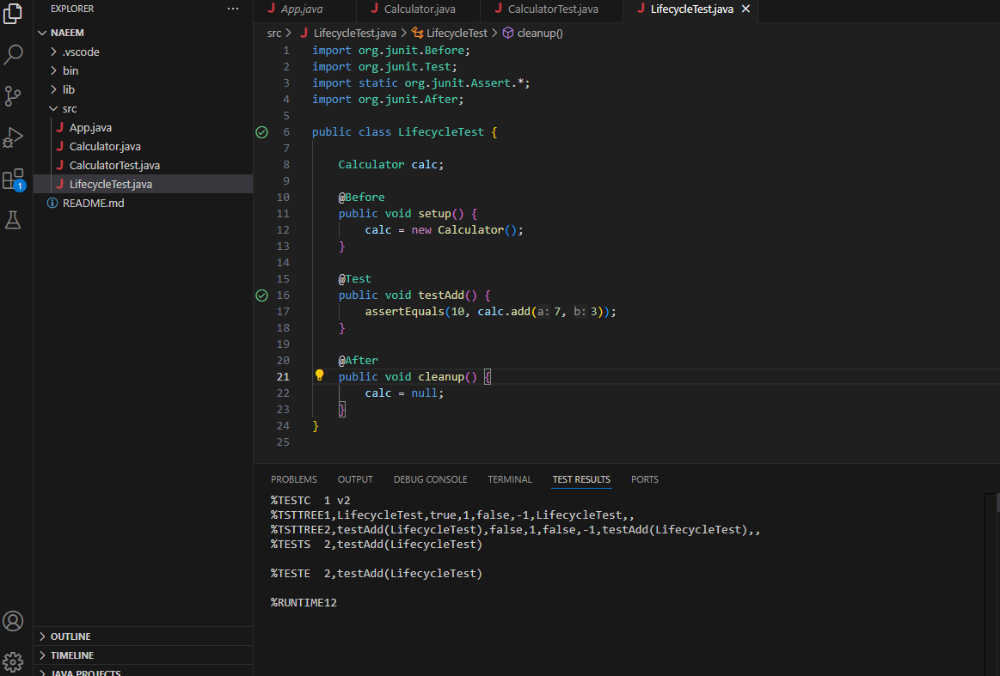 EXPLORER ...
NAEEM
.vscode
bin
lib
src
App.java
Calculator.java
CalculatorTest.java
LifecycleTest.java
README.md
1
OUTLINE
TIMELINE
JAVA PROJECTS
App.java Calculator.java CalculatorTest.java LifecycleTest.java
src > LifecycleTest.java > LifecycleTest > cleanup()
1 import org.junit.Before;
2 import org.junit.Test;
3 import static org.junit.Assert.*;
4 import org.junit.After;
5
6 public class LifecycleTest {
7
8     Calculator calc;
9
10     @Before
11     public void setup() {
12         calc = new Calculator();
13     }
14
15     @Test
16     public void testAdd() {
17         assertEquals(10, calc.add(a: 7, b: 3));
18     }
19
20     @After
21     public void cleanup() {
22         calc = null;
23     }
24 }
25
PROBLEMS OUTPUT DEBUG CONSOLE TERMINAL TEST RESULTS PORTS
%TESTC  1 v2
%TSTTREE1,LifecycleTest,true,1,false,-1,LifecycleTest,,
%TSTTREE2,testAdd(LifecycleTest),false,1,false,-1,testAdd(LifecycleTest),,
%TESTS  2,testAdd(LifecycleTest)
%TESTE  2,testAdd(LifecycleTest)
%RUNTIME12